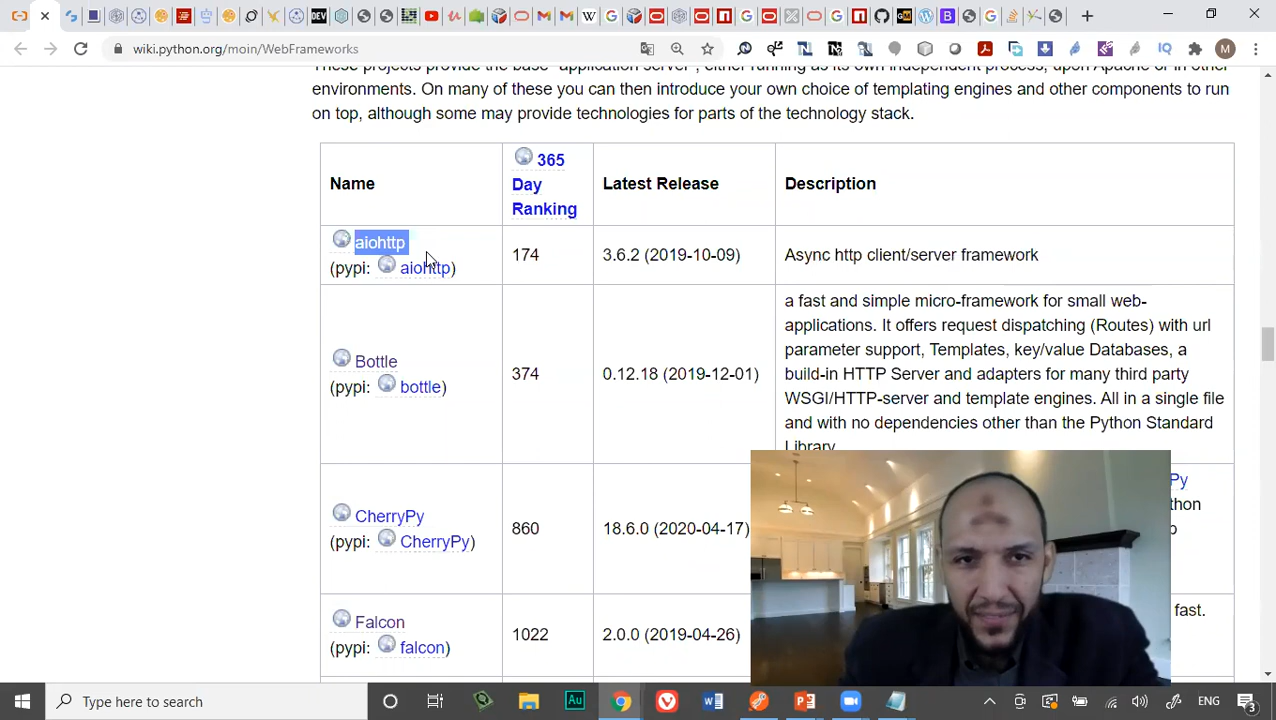 wiki.python.org/moin/WebFrameworks
These projects provide the base "application server", either running as its own independent process, upon Apache or in other
environments. On many of these you can then introduce your own choice of templating engines and other components to run
on top, although some may provide technologies for parts of the technology stack.
Name
365
Day
Ranking
Latest Release
Description
aiohttp
(pypi: aiohttp)
174
3.6.2 (2019-10-09)
Async http client/server framework
Bottle
(pypi: bottle)
374
0.12.18 (2019-12-01)
a fast and simple micro-framework for small web-
applications. It offers request dispatching (Routes) with url
parameter support, Templates, key/value Databases, a
build-in HTTP Server and adapters for many third party
WSGI/HTTP-server and template engines. All in a single file
and with no dependencies other than the Python Standard
Library.
CherryPy
(pypi: CherryPy)
860
18.6.0 (2020-04-17)
Py
thon
Falcon
(pypi: falcon)
1022
2.0.0 (2019-04-26)
fast.
Type here to search
ENG